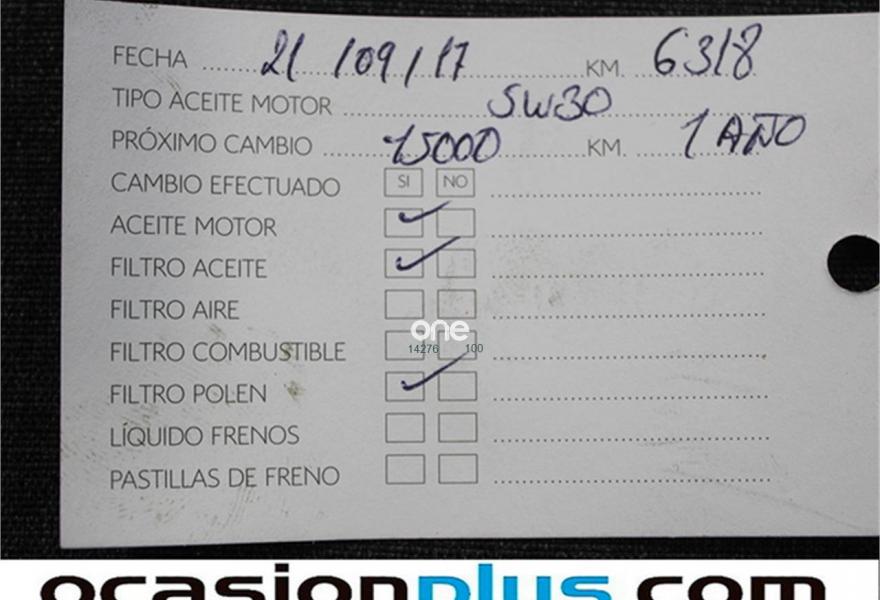 FECHA 21/09/17 KM. 6318
TIPO ACEITE MOTOR 5W30
PRÓXIMO CAMBIO 15000 KM. 1 AÑO
CAMBIO EFECTUADO SI NO
ACEITE MOTOR
FILTRO ACEITE
FILTRO AIRE
one
FILTRO COMBUSTIBLE 14276 100
FILTRO POLEN
LÍQUIDO FRENOS
PASTILLAS DE FRENO
ocasionplus.com